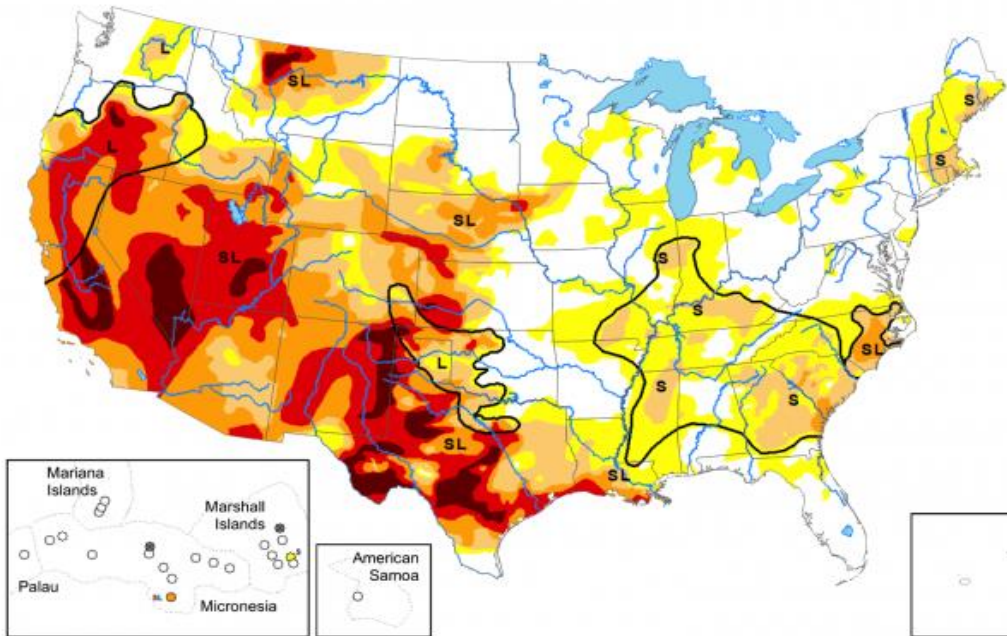 L
SL
S
L
S
SL
SL
S
S
SL
L
S
S
SL
SL
Mariana
Islands
Marshall
Islands
S
Palau
SL
Micronesia
American
Samoa